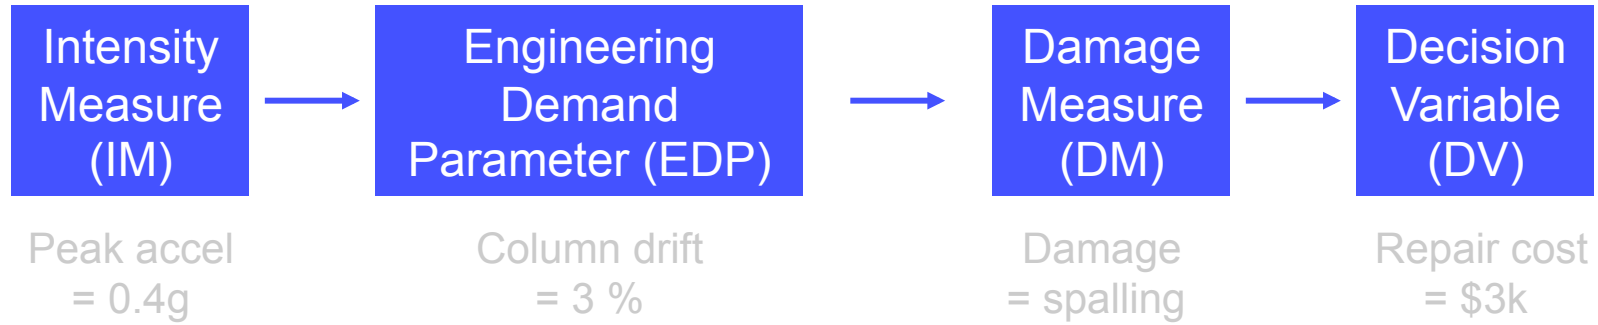 Intensity
Measure
(IM)
Engineering
Demand
Parameter (EDP)
Damage
Measure
(DM)
Decision
Variable
(DV)
Peak accel
= 0.4g
Column drift
= 3 %
Damage
= spalling
Repair cost
= $3k